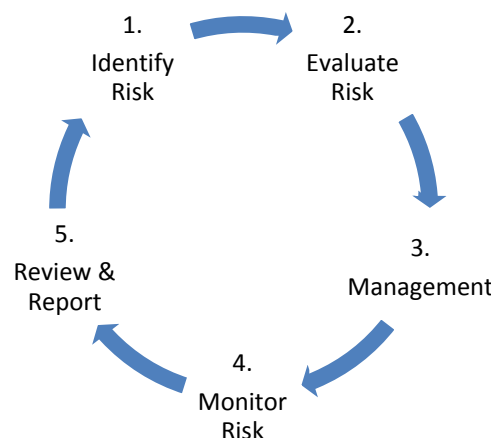 1.
Identify
Risk
2.
Evaluate
Risk
3.
Management
4.
Monitor
Risk
5.
Review &
Report